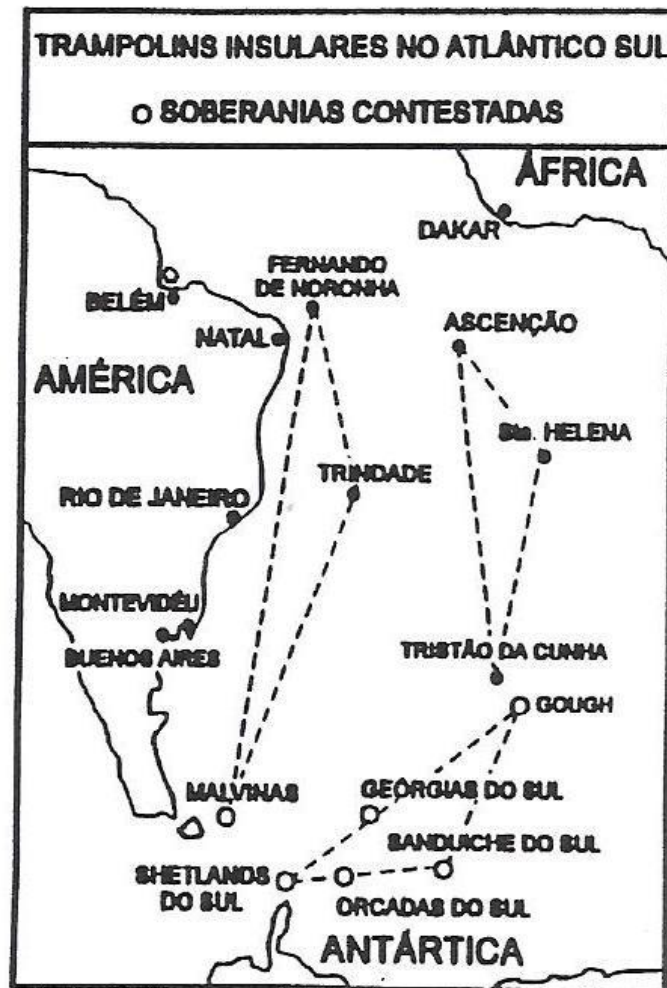 TRAMPOLINS INSULARES NO ATLÂNTICO SUL
O SOBERANIAS CONTESTADAS
ÁFRICA
DAKAR
FERNANDO
DE NORONHA
BELÉM
NATAL
ASCENÇÃO
AMÉRICA
Sta. HELENA
TRINDADE
RIO DE JANEIRO
MONTEVIDÉU
BUENOS AIRES
TRISTÃO DA CUNHA
GOUGH
MALVINAS
GEÓRGIAS DO SUL
SANDUICHE DO SUL
SHETLANDS
DO SUL
ORCADAS DO SUL
ANTÁRTICA